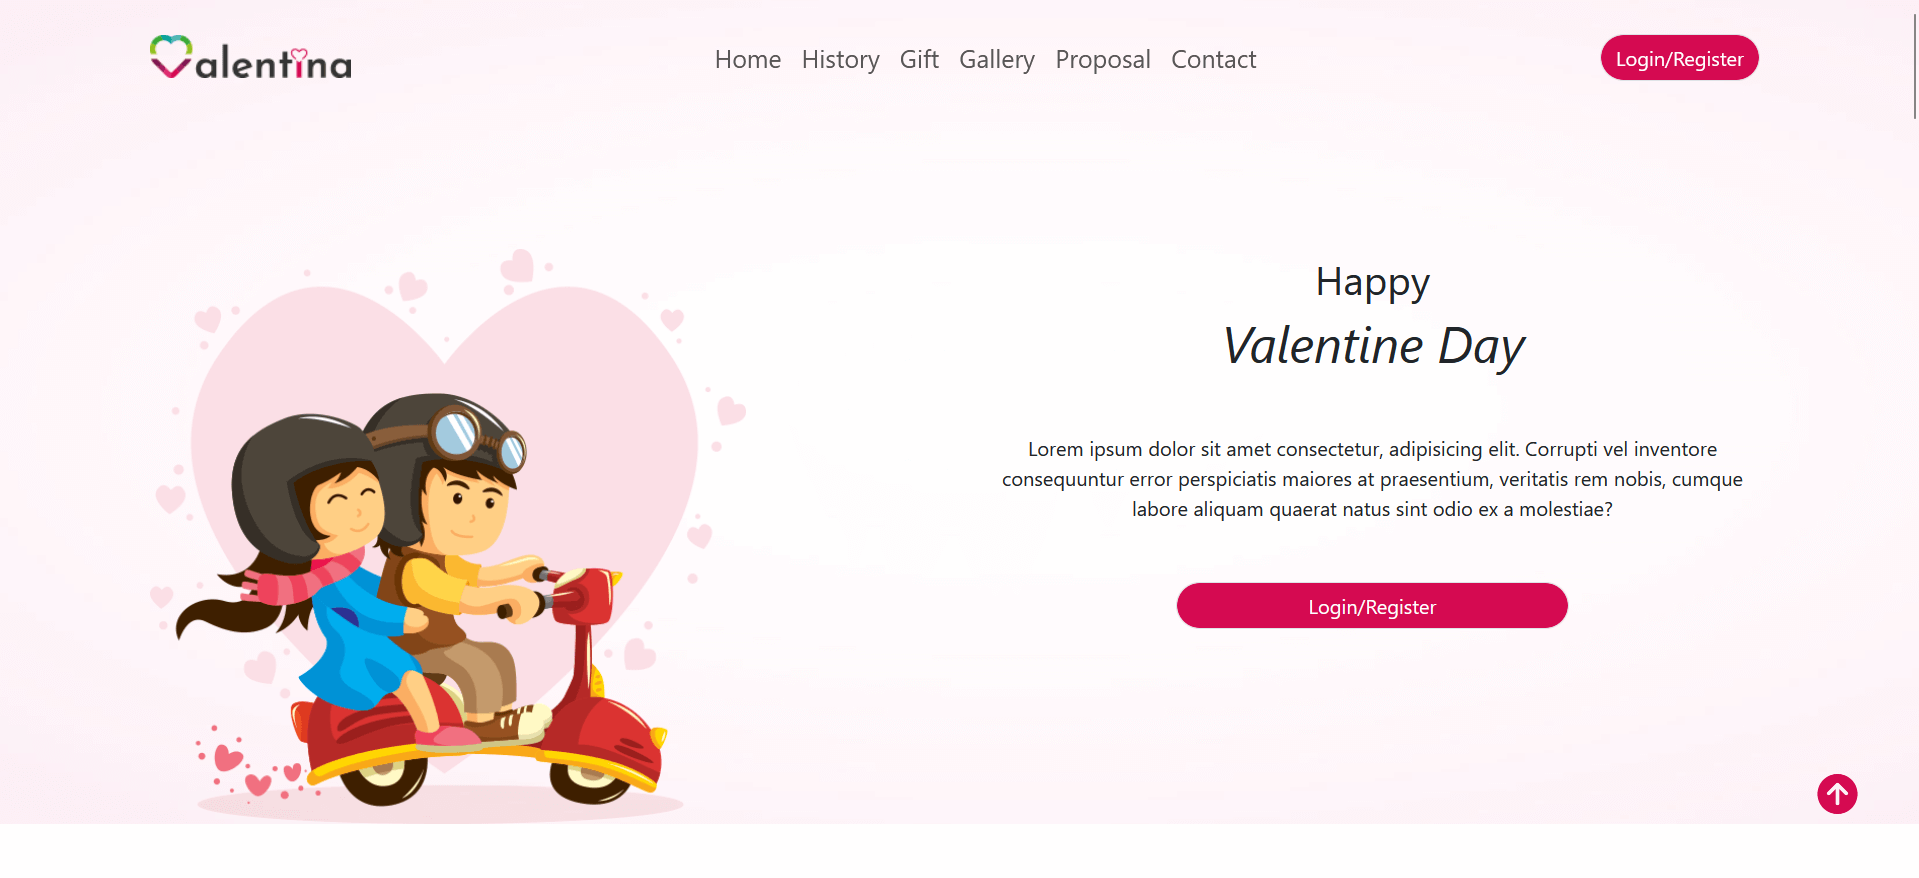 Valentina
Home History Gift Gallery Proposal Contact
Login/Register
Happy
Valentine Day
Lorem ipsum dolor sit amet consectetur, adipisicing elit. Corrupti vel inventore
consequuntur error perspiciatis maiores at praesentium, veritatis rem nobis, cumque
labore aliquam quaerat natus sint odio ex a molestiae?
Login/Register